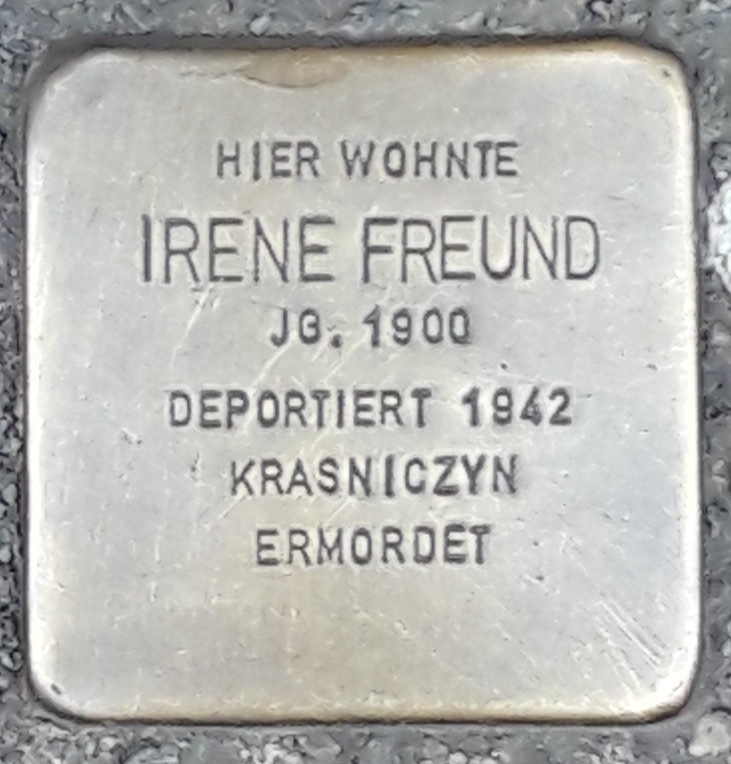 HIER WOHNTE
IRENE FREUND
JG. 1900
DEPORTIERT 1942
KRASNICZYN
ERMORDET